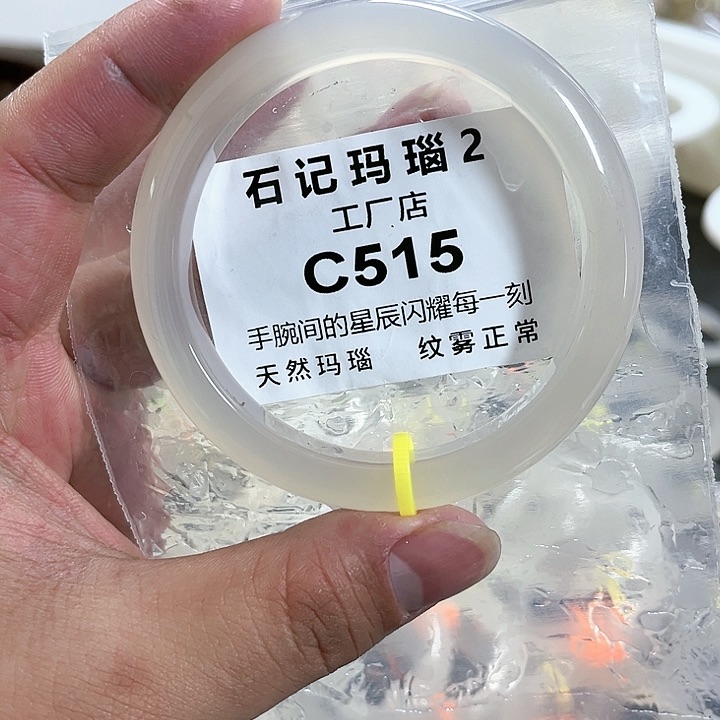 石记玛瑙2
工厂店
C515
手腕间的星辰闪耀每一刻
天然玛瑙 纹雾正常